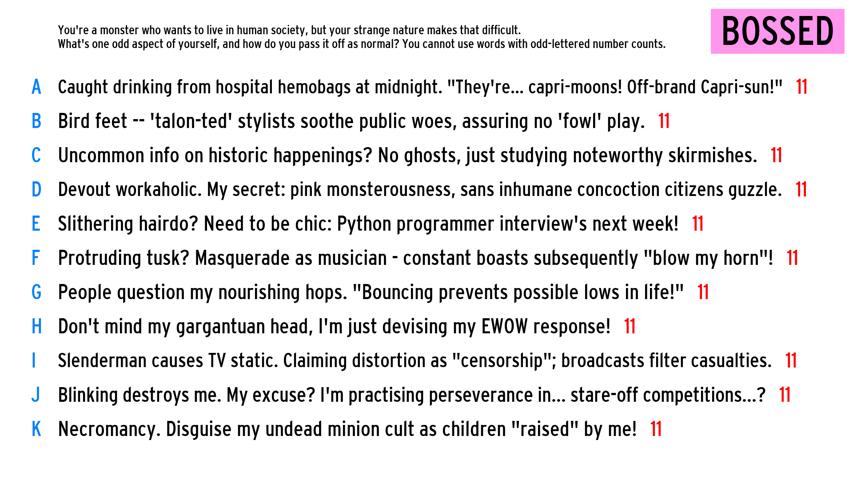 You're a monster who wants to live in human society, but your strange nature makes that difficult.
What's one odd aspect of yourself, and how do you pass it off as normal? You cannot use words with odd-lettered number counts.
BOSSED
A Caught drinking from hospital hemobags at midnight. "They're... capri-moons! Off-brand Capri-sun!" 11
B Bird feet -- 'talon-ted' stylists soothe public woes, assuring no 'fowl' play. 11
C Uncommon info on historic happenings? No ghosts, just studying noteworthy skirmishes. 11
D Devout workaholic. My secret: pink monsterousness, sans inhumane concoction citizens guzzle. 11
E Slithering hairdo? Need to be chic: Python programmer interview's next week! 11
F Protruding tusk? Masquerade as musician - constant boasts subsequently "blow my horn"! 11
G People question my nourishing hops. "Bouncing prevents possible lows in life!" 11
H Don't mind my gargantuan head, I'm just devising my EWOW response! 11
I Slenderman causes TV static. Claiming distortion as "censorship"; broadcasts filter casualties. 11
J Blinking destroys me. My excuse? I'm practising perseverance in... stare-off competitions...? 11
K Necromancy. Disguise my undead minion cult as children "raised" by me! 11